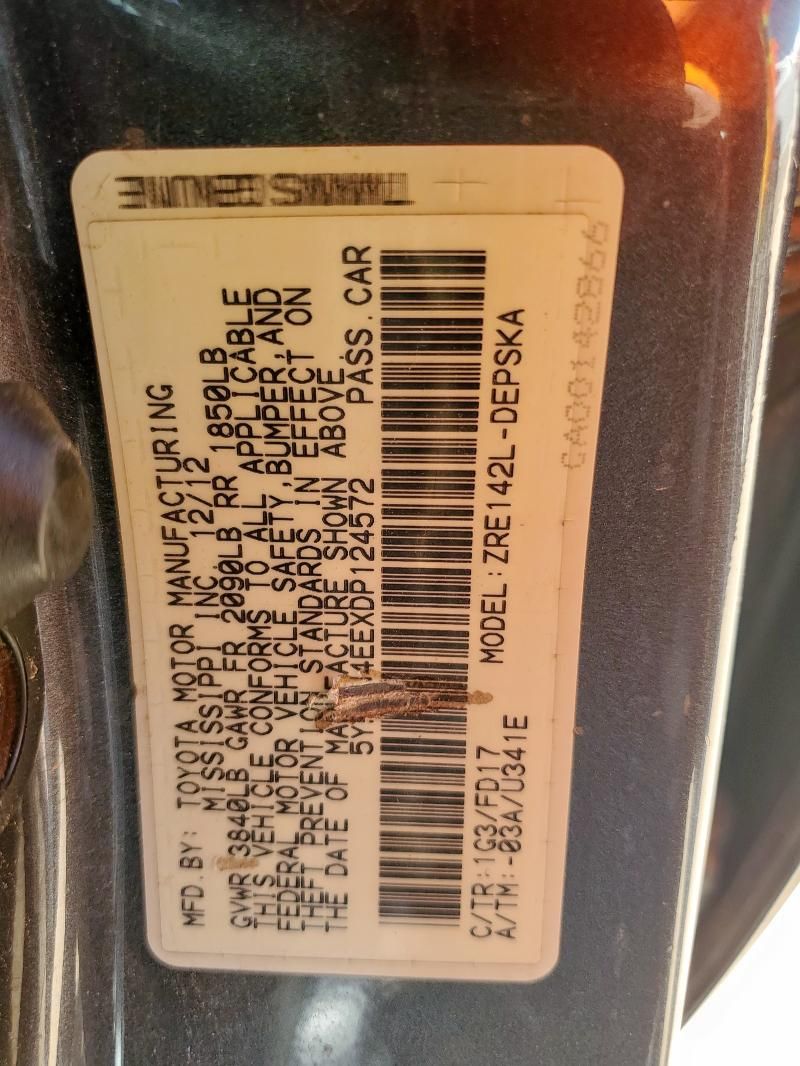 MFD.BY: TOYOTA MOTOR MANUFACTURING
MISSISSIPPI INC. 12/12
GVWR 3840LB GAWR FR 2090LB RR 1850LB
THIS VEHICLE CONFORMS TO ALL APPLICABLE
FEDERAL MOTOR VEHICLE SAFETY,BUMPER,AND
THEFT PREVENTION STANDARDS IN EFFECT ON
THE DATE OF MANUFACTURE SHOWN ABOVE
PASS.CAR
C/TR:1G3/FD17 MODEL:ZRE142L-DEPSKA
A/TM:-03A/U341E